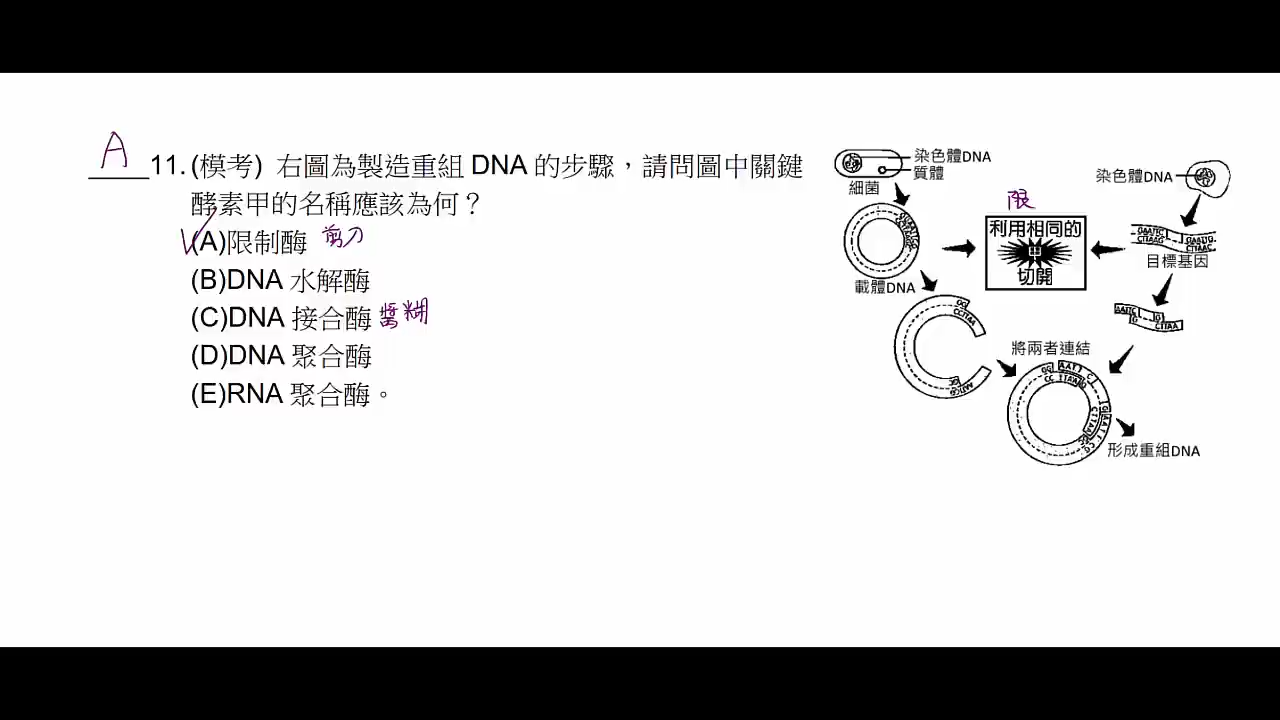 A
11. (模考) 右圖為製造重組 DNA 的步驟，請問圖中關鍵
酵素甲的名稱應該為何？
(A)限制酶 剪刀
(B)DNA 水解酶
(C)DNA 接合酶 醬糊
(D)DNA 聚合酶
(E)RNA 聚合酶。
染色體DNA
質體
細菌
載體DNA
限
利用相同的
甲
切開
染色體DNA
目標基因
將兩者連結
形成重組DNA